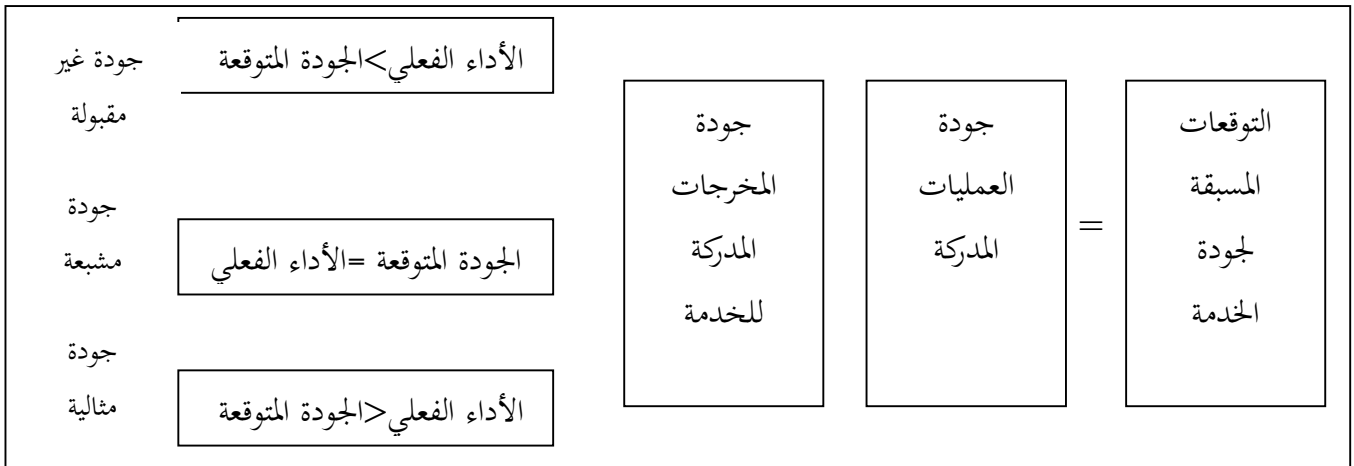 التوقعات
المسبقة
لجودة
الخدمة
=
جودة
العمليات
المدركة
جودة
المخرجات
المدركة
للخدمة
الأداء الفعلي<الجودة المتوقعة
جودة غير
مقبولة
الجودة المتوقعة =الأداء الفعلي
جودة
مشبعة
الأداء الفعلي>الجودة المتوقعة
جودة
مثالية